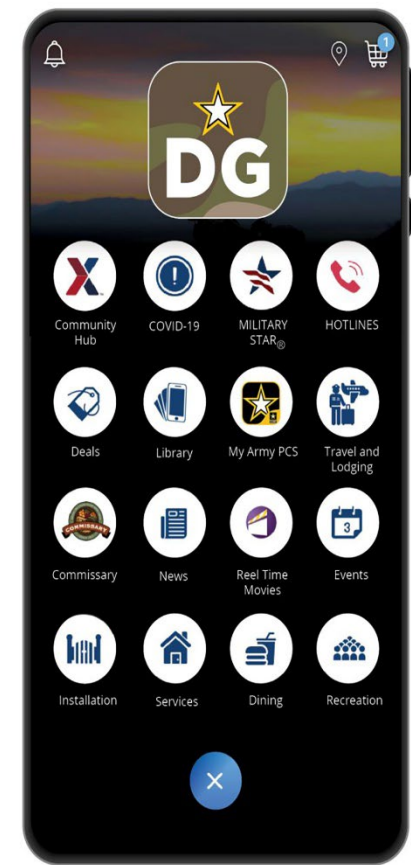 1
DG
Community
Hub
COVID-19
MILITARY
STAR®
HOTLINES
Deals
Library
My Army PCS
Travel and
Lodging
COMMISSARY
Commissary
News
Reel Time
Movies
3
Events
Installation
Services
Dining
Recreation